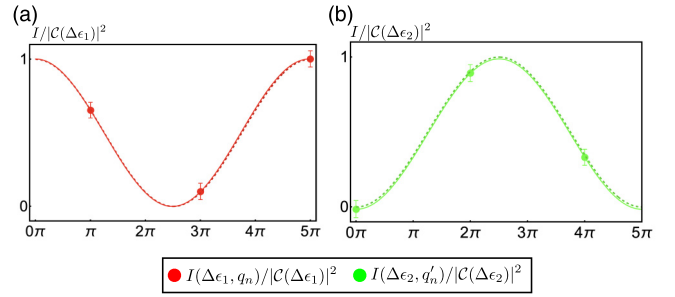 (a)
I/|𝒞(Δϵ₁)|²
1
0
0π π 2π 3π 4π 5π
(b)
I/|𝒞(Δϵ₂)|²
1
0
0π π 2π 3π 4π 5π
I(Δϵ₁, qₙ)/|𝒞(Δϵ₁)|² I(Δϵ₂, q′ₙ)/|𝒞(Δϵ₂)|²